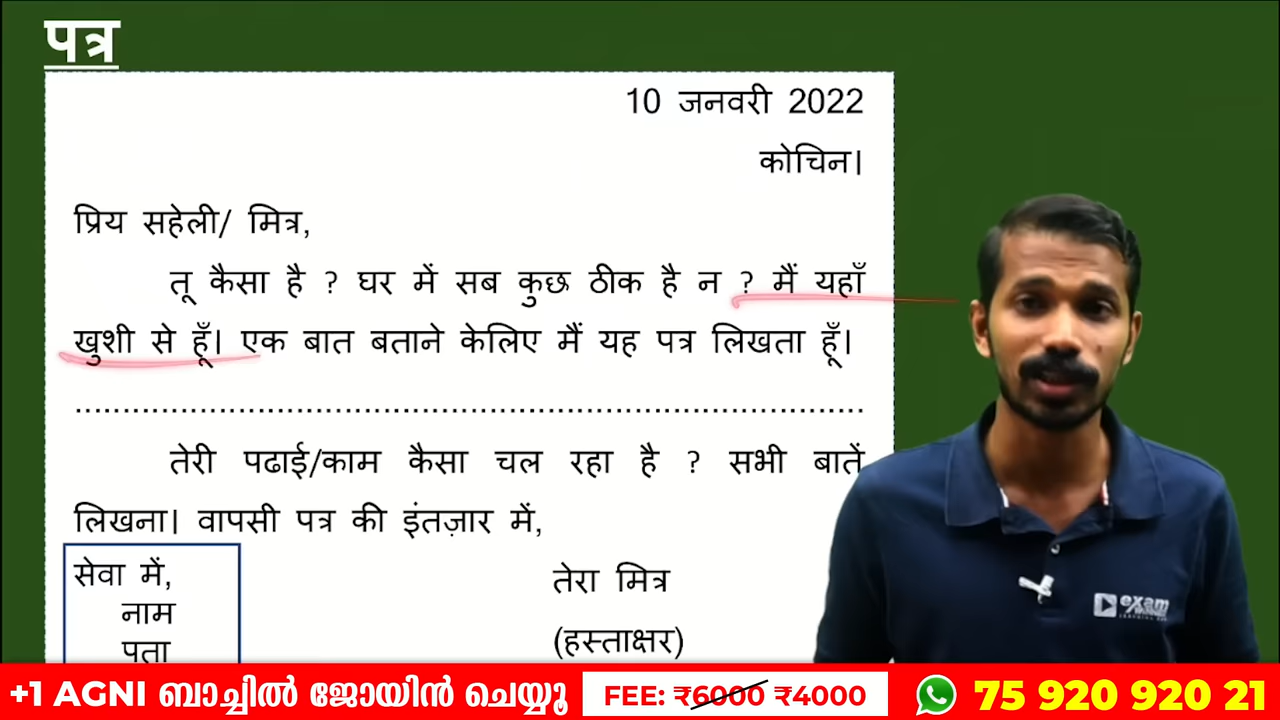 पत्र
10 जनवरी 2022
कोचिन।
प्रिय सहेली/ मित्र,
तू कैसा है ? घर में सब कुछ ठीक है न ? मैं यहाँ
खुशी से हूँ। एक बात बताने केलिए मैं यह पत्र लिखता हूँ।
................................................................................
तेरी पढाई/काम कैसा चल रहा है ? सभी बातें
लिखना। वापसी पत्र की इंतज़ार में,
सेवा में,
नाम
पता
तेरा मित्र
(हस्ताक्षर)
exam
+1 AGNI ബാച്ചിൽ ജോയിൻ ചെയ്യൂ
FEE: ₹6000 ₹4000
75 920 920 21